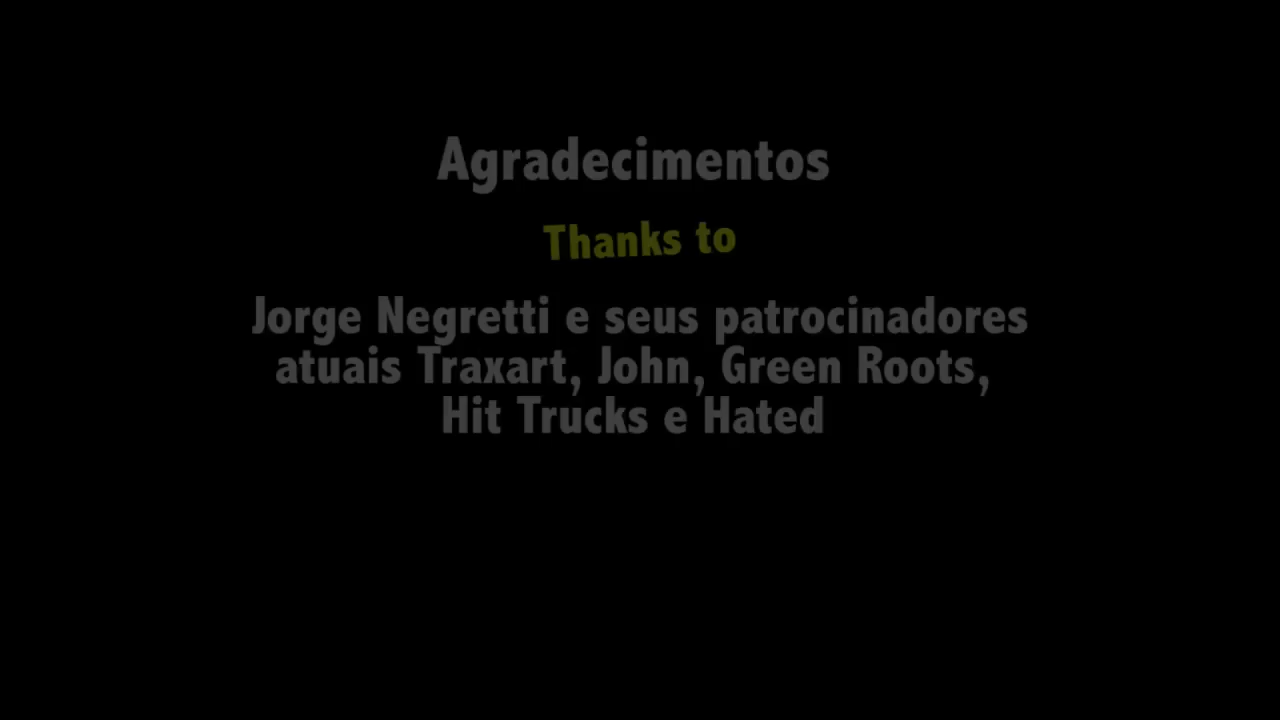 Agradecimentos
Thanks to
Jorge Negretti e seus patrocinadores
atuais Traxart, John, Green Roots,
Hit Trucks e Hated